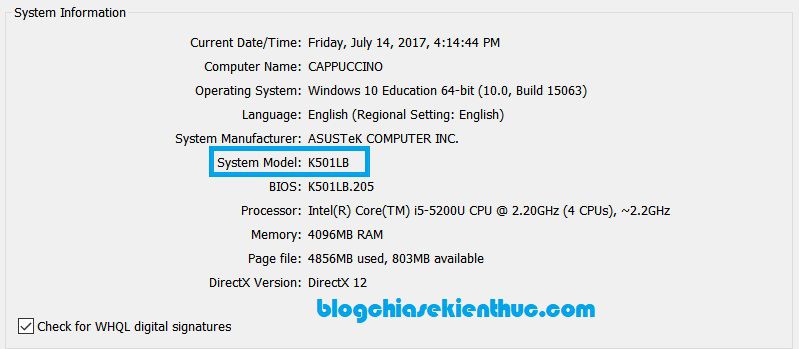 System Information
Current Date/Time: Friday, July 14, 2017, 4:14:44 PM
Computer Name: CAPPUCCINO
Operating System: Windows 10 Education 64-bit (10.0, Build 15063)
Language: English (Regional Setting: English)
System Manufacturer: ASUSTeK COMPUTER INC.
System Model: K501LB
BIOS: K501LB.205
Processor: Intel(R) Core(TM) i5-5200U CPU @ 2.20GHz (4 CPUs), ~2.2GHz
Memory: 4096MB RAM
Page file: 4856MB used, 803MB available
DirectX Version: DirectX 12
blogchiasekienthuc.com
Check for WHQL digital signatures